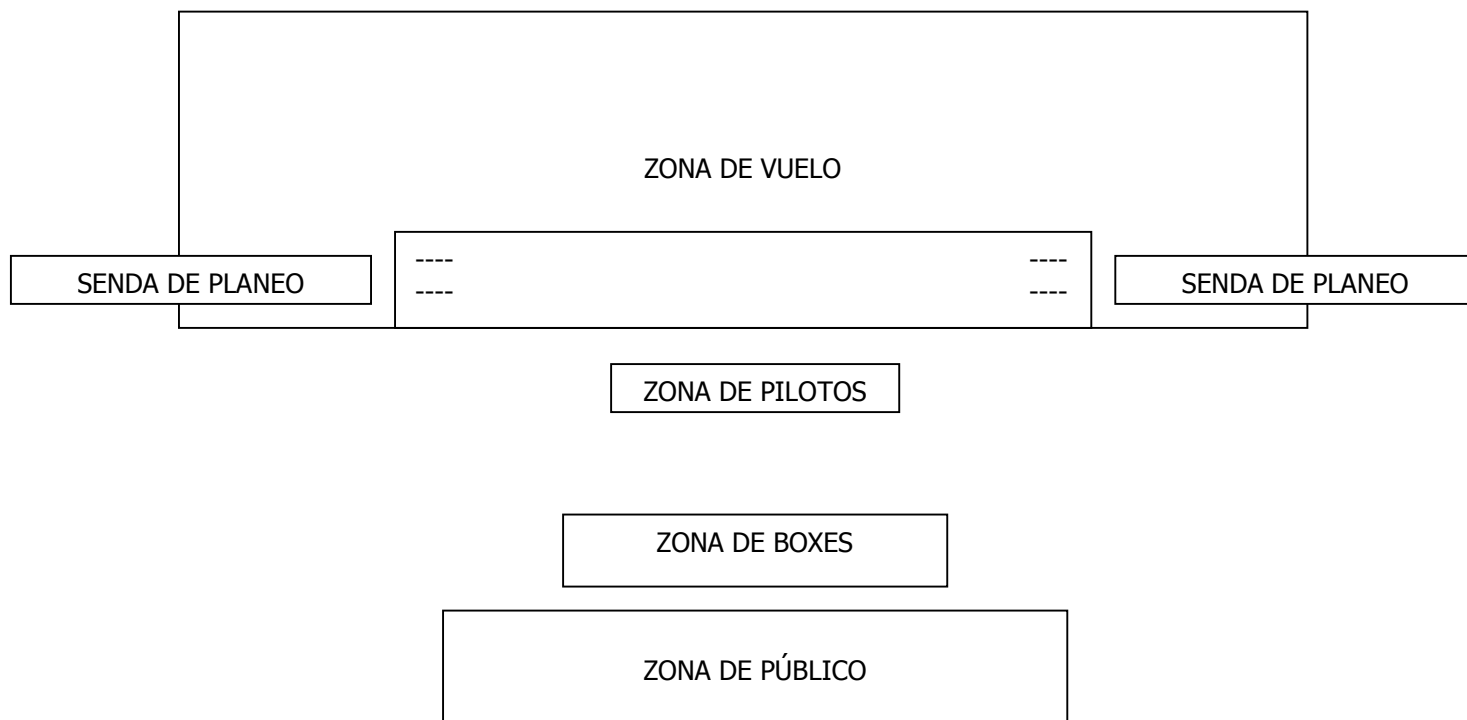 ZONA DE VUELO
---- ----
SENDA DE PLANEO SENDA DE PLANEO
---- ----
ZONA DE PILOTOS
ZONA DE BOXES
ZONA DE PÚBLICO